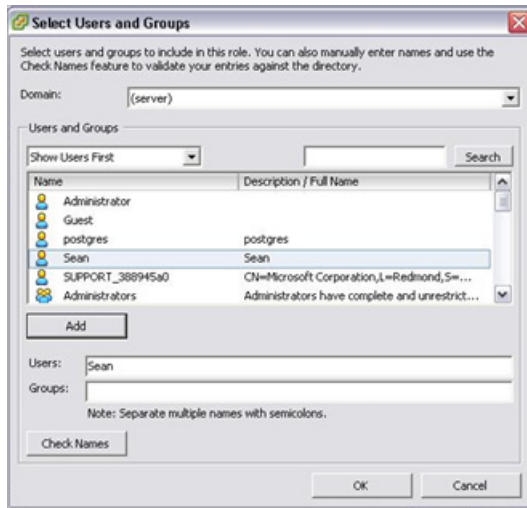 Select Users and Groups
Select users and groups to include in this role. You can also manually enter names and use the
Check Names feature to validate your entries against the directory.
Domain: (server)
Users and Groups
Show Users First Search
Name Description / Full Name
Administrator
Guest
postgres postgres
Sean Sean
SUPPORT_388945a0 CN=Microsoft Corporation,L=Redmond,S=...
Administrators Administrators have complete and unrestrict...
Add
Users: Sean
Groups:
Note: Separate multiple names with semicolons.
Check Names
OK Cancel